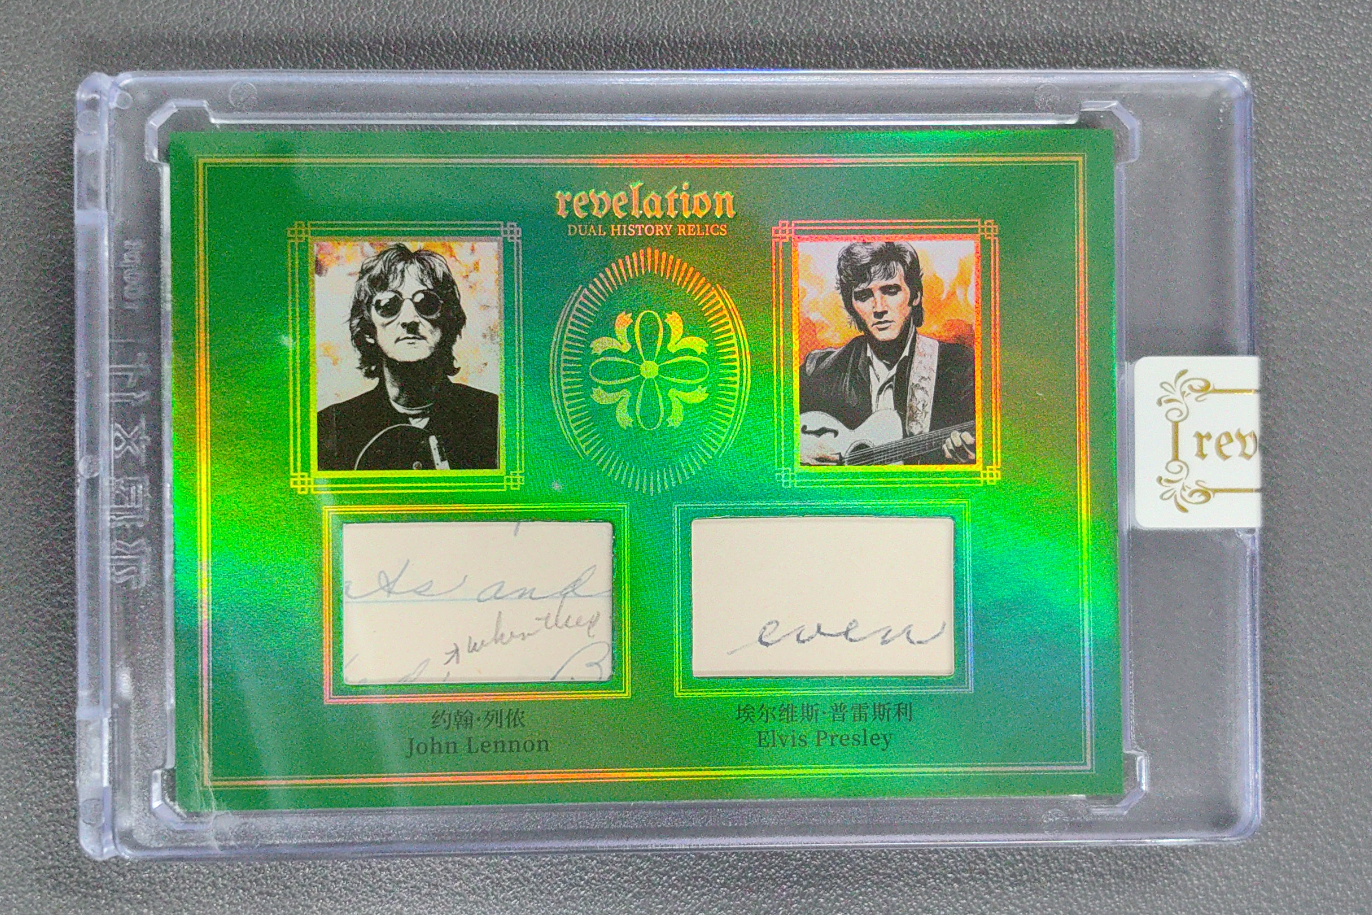 revelation
DUAL HISTORY RELICS
rev
and
when they
B
even
约翰·列侬
John Lennon
埃尔维斯·普雷斯利
Elvis Presley